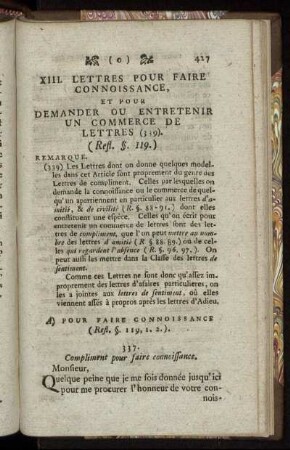 (o) 427
XIII. LETTRES POUR FAIRE
CONNOISSANCE,
ET POUR
DEMANDER OU ENTRETENIR
UN COMMERCE DE
LETTRES (339).
(Refl. §. 119.)
REMARQUE.
(339) Les Lettres dont on donne quelques model-
les dans cet Article sont proprement du genre des
Lettres de compliment. Celles par lesquelles on
demande la connoissance ou le commerce de quel-
qu'un apartiennent en particulier aux lettres d'a-
mitié, & de civilité (R. §. 88-91.) dont elles
constituent une espèce. Celles qu'on écrit pour
entretenir un commerce de lettres sont des let-
tres de compliment, que l'on peut mettre au nom-
bre des lettres d'amitié (R §. 88. 89.) ou de cel-
les qui regardent l'absence (R. §. 96. 97.). On
peut aussi les mettre dans la Classe des lettres de
sentiment.
Comme ces Lettres ne sont donc qu'assez im-
proprement des lettres d'afaires particulieres, on
les a jointes aux lettres de sentiment, où elles
viennent assés à propos après les lettres d'Adieu.
A) POUR FAIRE CONNOISSANCE
(Refl. §. 119, 1. 2.).
337.
Compliment pour faire connoissance.
Monsieur,
Quelque peine que je me sois donnée jusqu'ici
pour me procurer l'honneur de votre con-
nois-